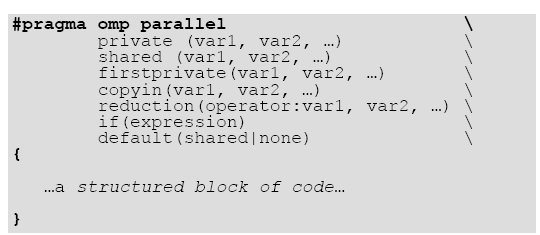 #pragma omp parallel \
private (var1, var2, …) \
shared (var1, var2, …) \
firstprivate(var1, var2, …) \
copyin(var1, var2, …) \
reduction(operator:var1, var2, …) \
if(expression) \
default(shared|none) \
{
…a structured block of code…
}